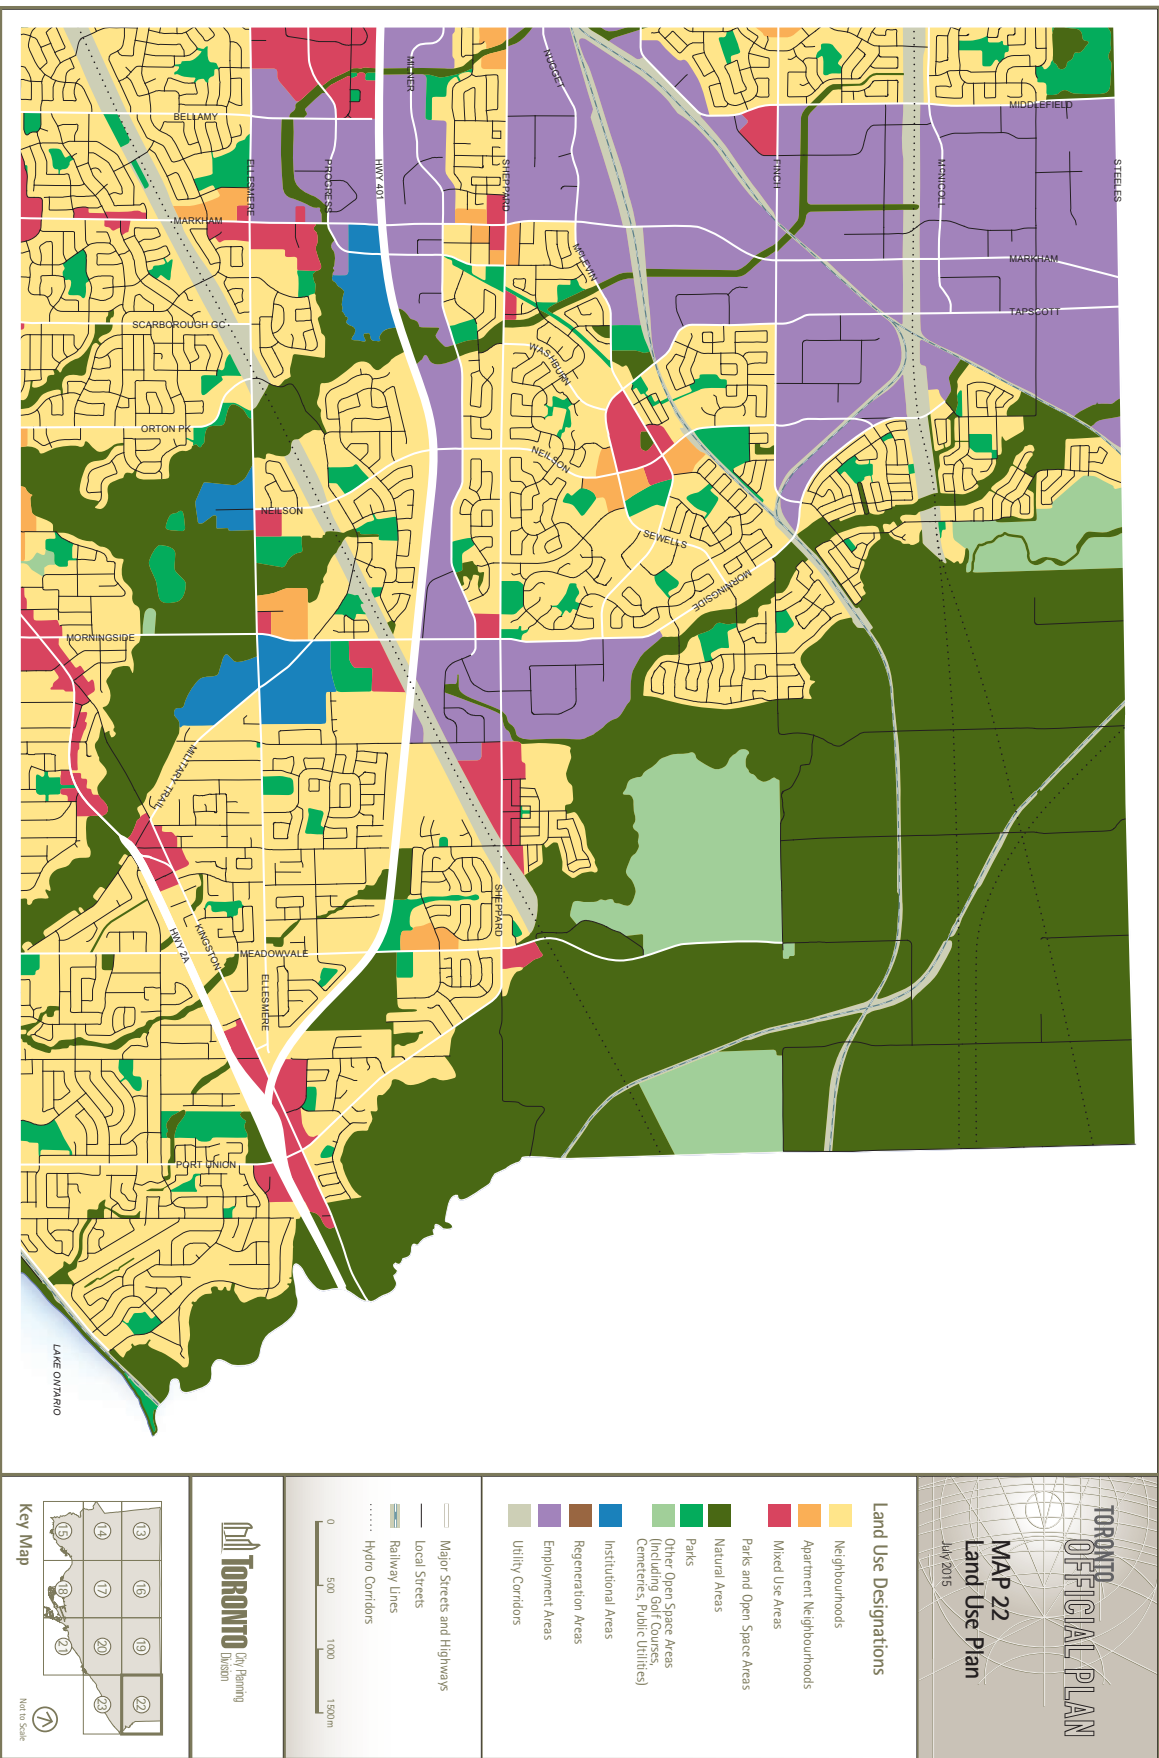 TORONTO
OFFICIAL PLAN
MAP 22
Land Use Plan
July 2015
Land Use Designations
Neighbourhoods
Apartment Neighbourhoods
Mixed Use Areas
Parks and Open Space Areas
Natural Areas
Parks
Other Open Space Areas
(Including Golf Courses,
Cemeteries, Public Utilities)
Institutional Areas
Regeneration Areas
Employment Areas
Utility Corridors
Major Streets and Highways
Local Streets
Railway Lines
Hydro Corridors
0 500 1000 1500m
TORONTO
City Planning
Division
13 16 19 22
14 17 20 23
15 18 21
Key Map
Not to Scale
STEELES
MIDDLEFIELD
MCNICOLL
MARKHAM
TAPSCOTT
FINCH
NUGGET
MCLEVIN
SHEPPARD
WASHBURN
NEILSON
SEWELLS
MORNINGSIDE
MILNER
HWY 401
PROGRESS
ELLESMERE
BELLAMY
MARKHAM
SCARBOROUGH GC
ORTON PK
NEILSON
MORNINGSIDE
MILITARY TRAIL
SHEPPARD
KINGSTON
HWY 2A
MEADOWVALE
ELLESMERE
PORT UNION
LAKE ONTARIO